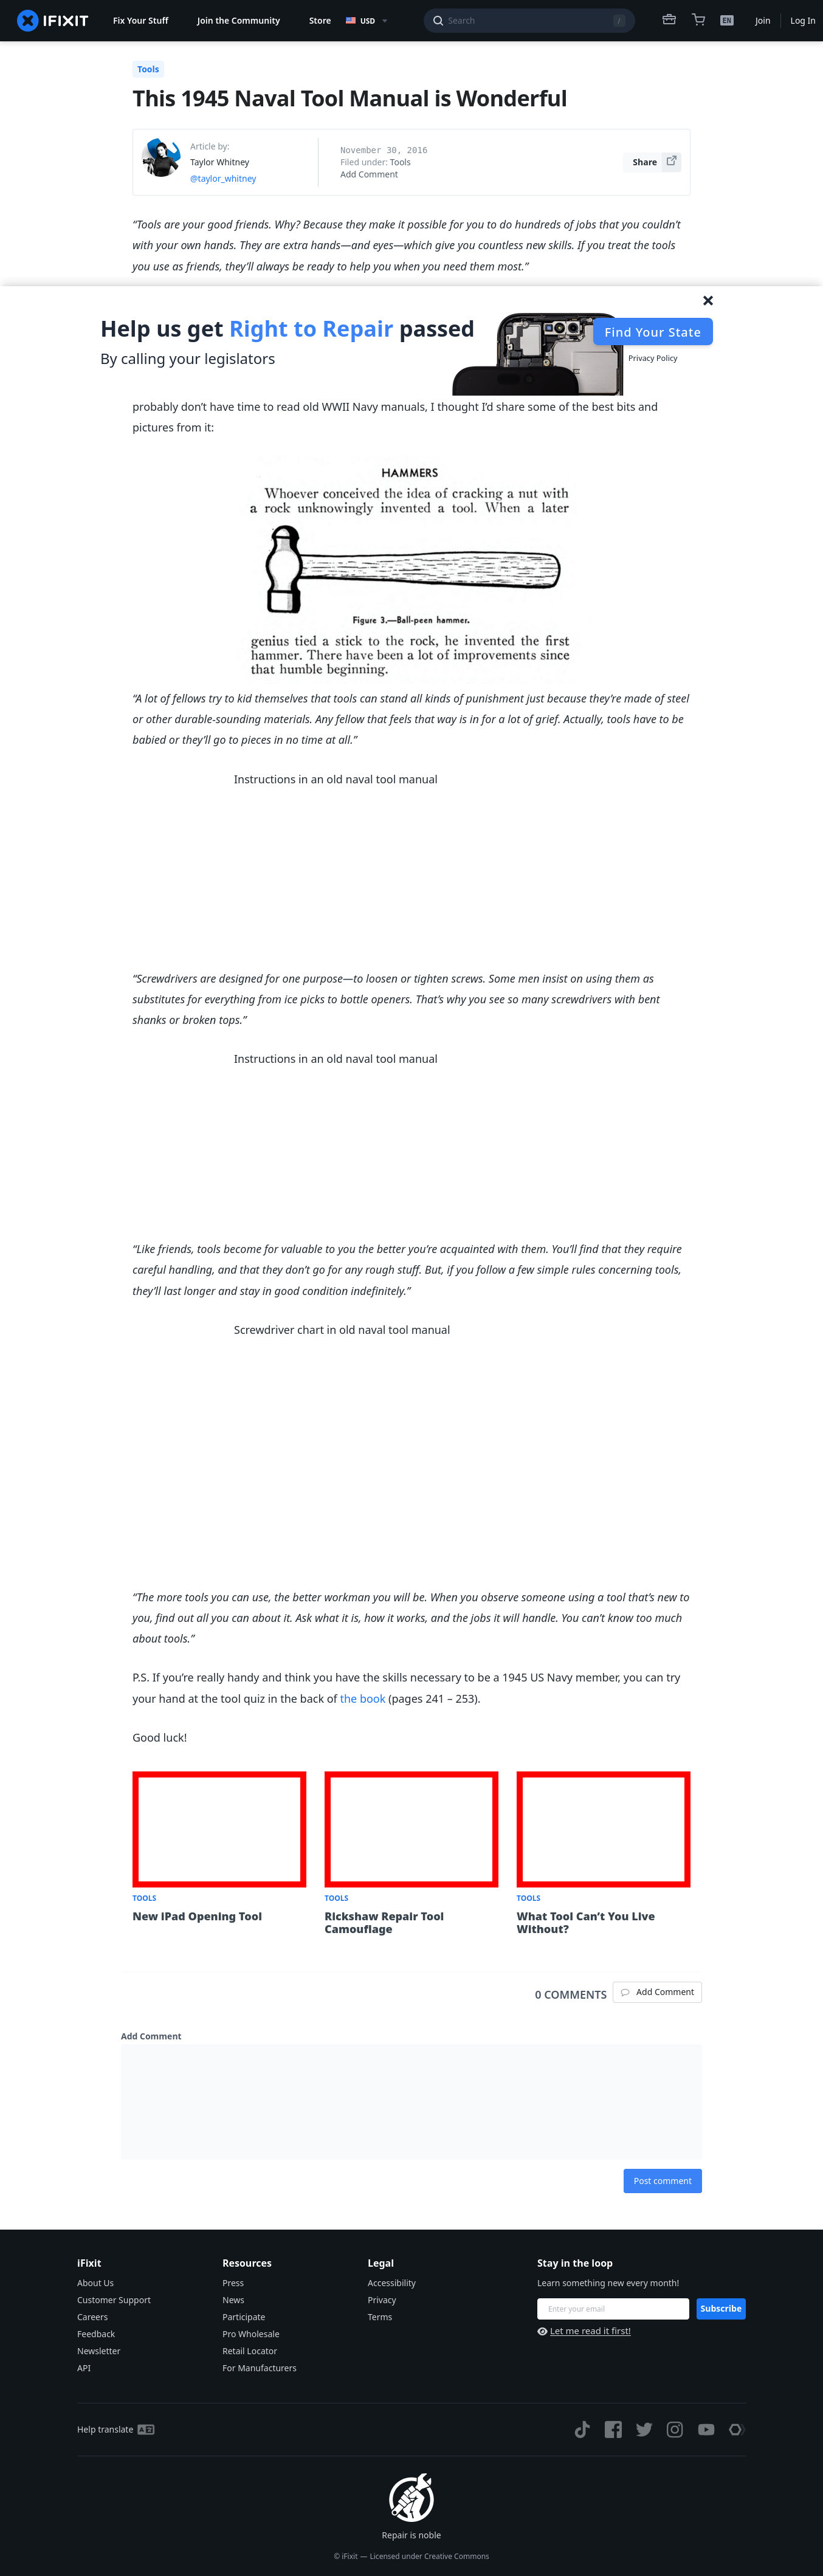 IFIXIT Fix Your Stuff Join the Community Store USD Search / EN Join Log In
Tools
This 1945 Naval Tool Manual is Wonderful
Article by:
Taylor Whitney
@taylor_whitney
November 30, 2016
Filed under: Tools
Add Comment
Share
“Tools are your good friends. Why? Because they make it possible for you to do hundreds of jobs that you couldn’t
with your own hands. They are extra hands—and eyes—which give you countless new skills. If you treat the tools
you use as friends, they’ll always be ready to help you when you need them most.”
Help us get Right to Repair passed
By calling your legislators
Find Your State
Privacy Policy
probably don’t have time to read old WWII Navy manuals, I thought I’d share some of the best bits and
pictures from it:
HAMMERS
Whoever conceived the idea of cracking a nut with
a rock unknowingly invented a tool. When a later
Figure 3.—Ball-peen hammer.
genius tied a stick to the rock, he invented the first
hammer. There have been a lot of improvements since
that humble beginning.
“A lot of fellows try to kid themselves that tools can stand all kinds of punishment just because they’re made of steel
or other durable-sounding materials. Any fellow that feels that way is in for a lot of grief. Actually, tools have to be
babied or they’ll go to pieces in no time at all.”
Instructions in an old naval tool manual
“Screwdrivers are designed for one purpose—to loosen or tighten screws. Some men insist on using them as
substitutes for everything from ice picks to bottle openers. That’s why you see so many screwdrivers with bent
shanks or broken tops.”
Instructions in an old naval tool manual
“Like friends, tools become for valuable to you the better you’re acquainted with them. You’ll find that they require
careful handling, and that they don’t go for any rough stuff. But, if you follow a few simple rules concerning tools,
they’ll last longer and stay in good condition indefinitely.”
Screwdriver chart in old naval tool manual
“The more tools you can use, the better workman you will be. When you observe someone using a tool that’s new to
you, find out all you can about it. Ask what it is, how it works, and the jobs it will handle. You can’t know too much
about tools.”
P.S. If you’re really handy and think you have the skills necessary to be a 1945 US Navy member, you can try
your hand at the tool quiz in the back of the book (pages 241 – 253).
Good luck!
TOOLS
New iPad Opening Tool
TOOLS
Rickshaw Repair Tool
Camouflage
TOOLS
What Tool Can’t You Live
Without?
0 COMMENTS
Add Comment
Add Comment
Post comment
iFixit
About Us
Customer Support
Careers
Feedback
Newsletter
API
Resources
Press
News
Participate
Pro Wholesale
Retail Locator
For Manufacturers
Legal
Accessibility
Privacy
Terms
Stay in the loop
Learn something new every month!
Enter your email
Subscribe
Let me read it first!
Help translate
Repair is noble
© iFixit — Licensed under Creative Commons